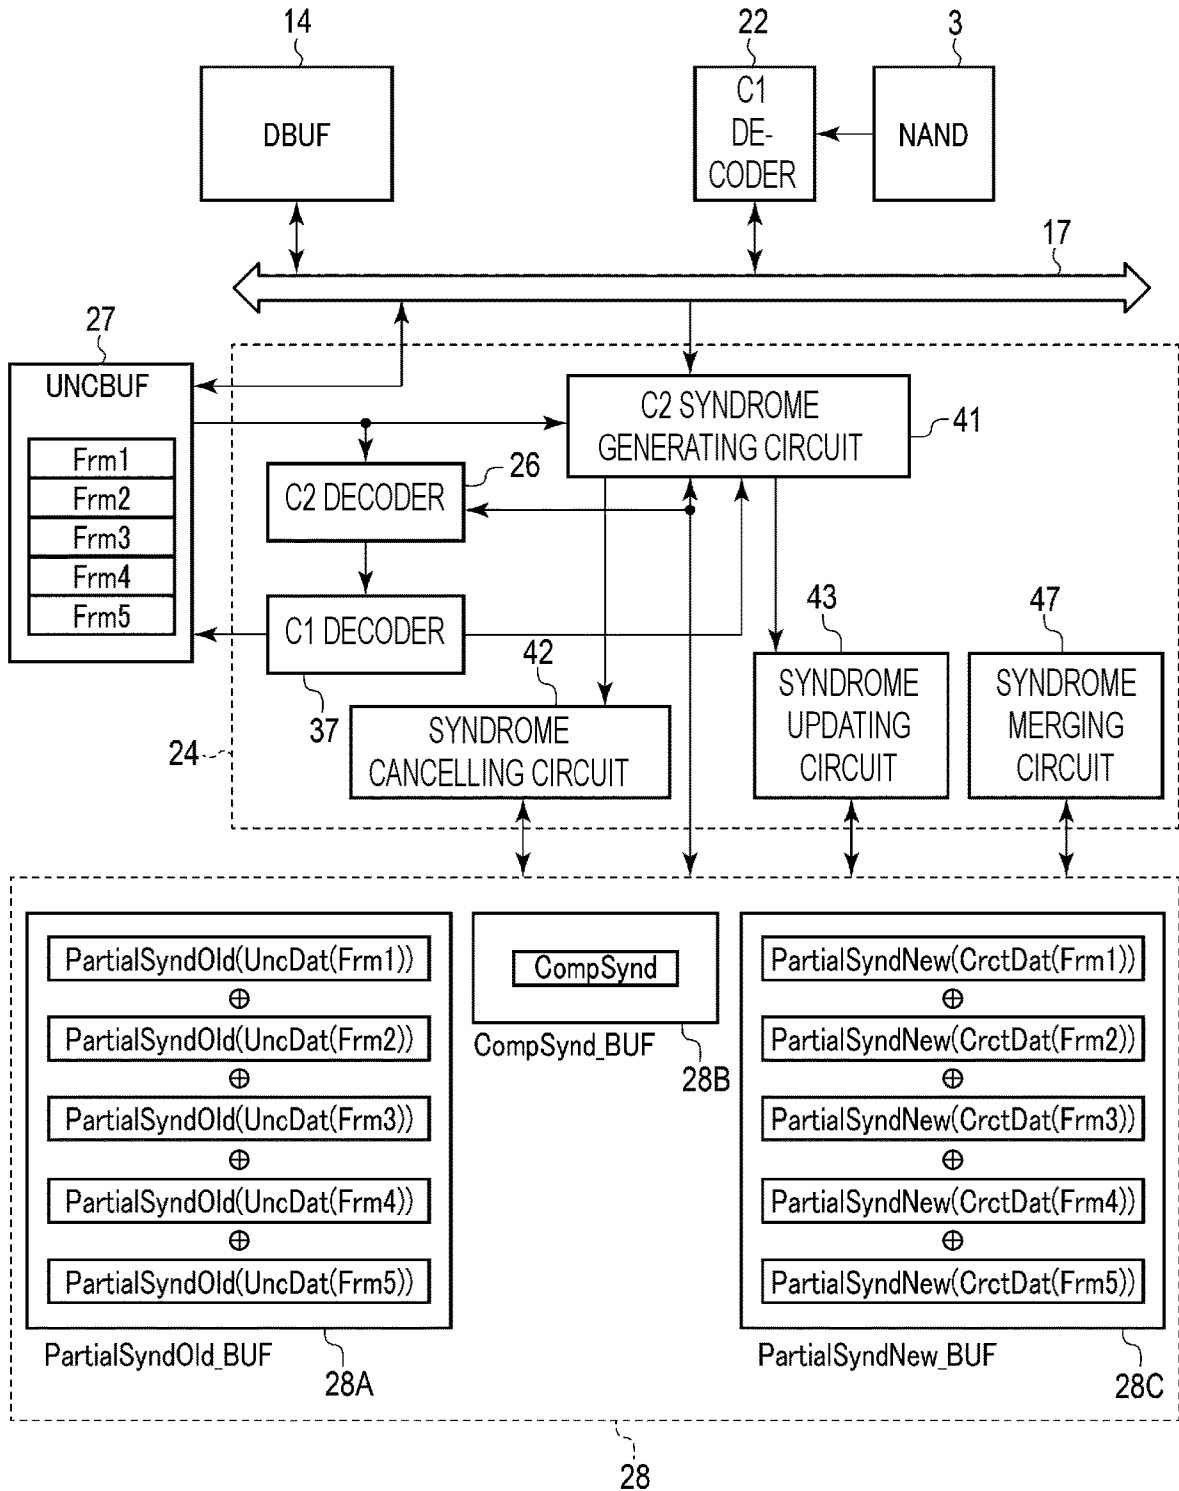 14
22
3
DBUF
C1
DE-
CODER
NAND
17
27
UNCBUF
Frm1
Frm2
Frm3
Frm4
Frm5
C2 SYNDROME
GENERATING CIRCUIT
41
C2 DECODER
26
C1 DECODER
37
42
SYNDROME
CANCELLING CIRCUIT
43
SYNDROME
UPDATING
CIRCUIT
47
SYNDROME
MERGING
CIRCUIT
24
PartialSyndOld(UncDat(Frm1))
⊕
PartialSyndOld(UncDat(Frm2))
⊕
PartialSyndOld(UncDat(Frm3))
⊕
PartialSyndOld(UncDat(Frm4))
⊕
PartialSyndOld(UncDat(Frm5))
PartialSyndOld_BUF
28A
CompSynd
CompSynd_BUF
28B
PartialSyndNew(CrctDat(Frm1))
⊕
PartialSyndNew(CrctDat(Frm2))
⊕
PartialSyndNew(CrctDat(Frm3))
⊕
PartialSyndNew(CrctDat(Frm4))
⊕
PartialSyndNew(CrctDat(Frm5))
PartialSyndNew_BUF
28C
28